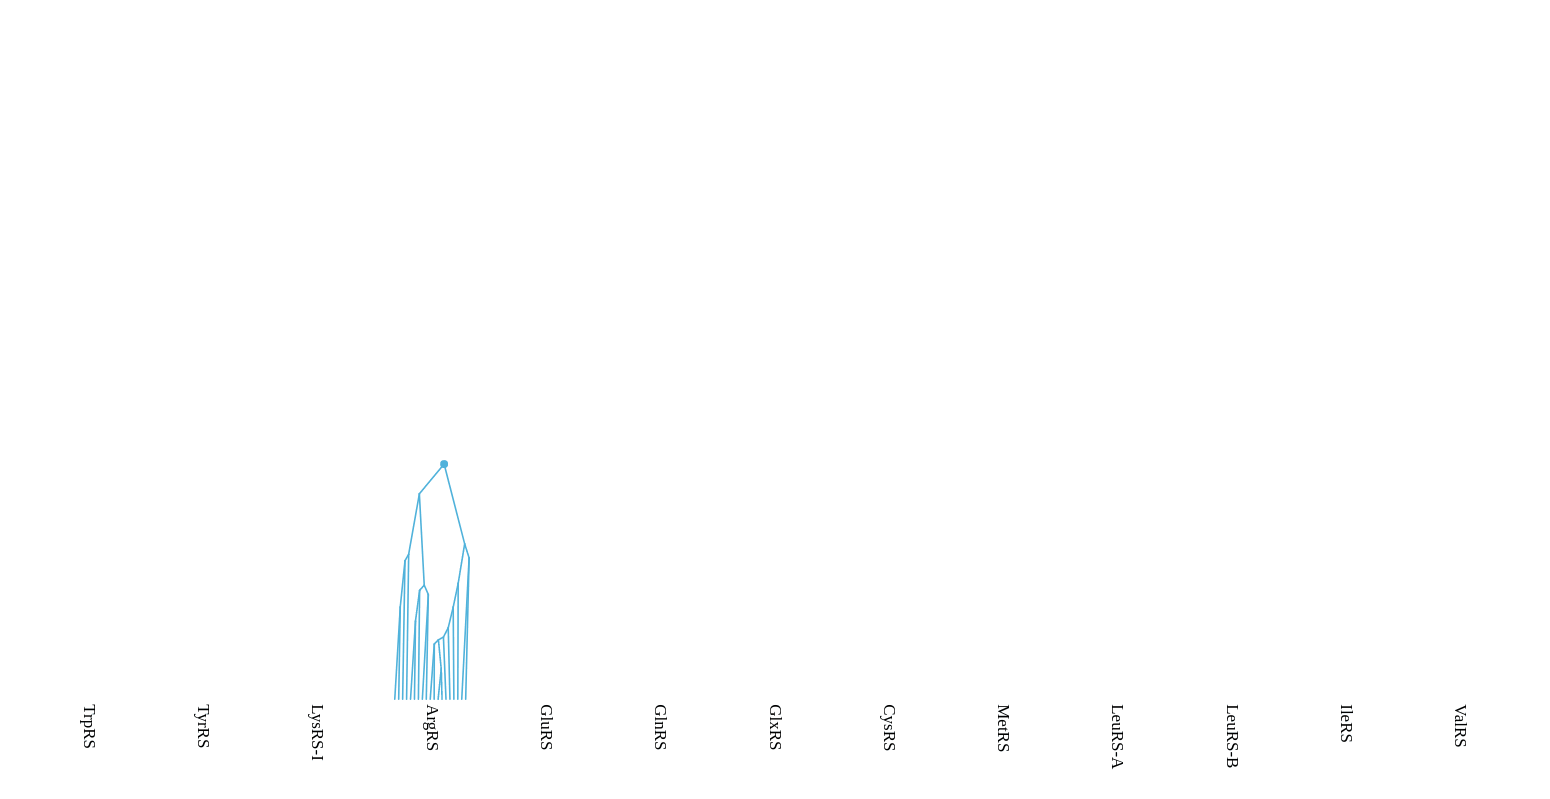 TrpRS
TyrRS
LysRS-I
ArgRS
GluRS
GlnRS
GlxRS
CysRS
MetRS
LeuRS-A
LeuRS-B
IleRS
ValRS